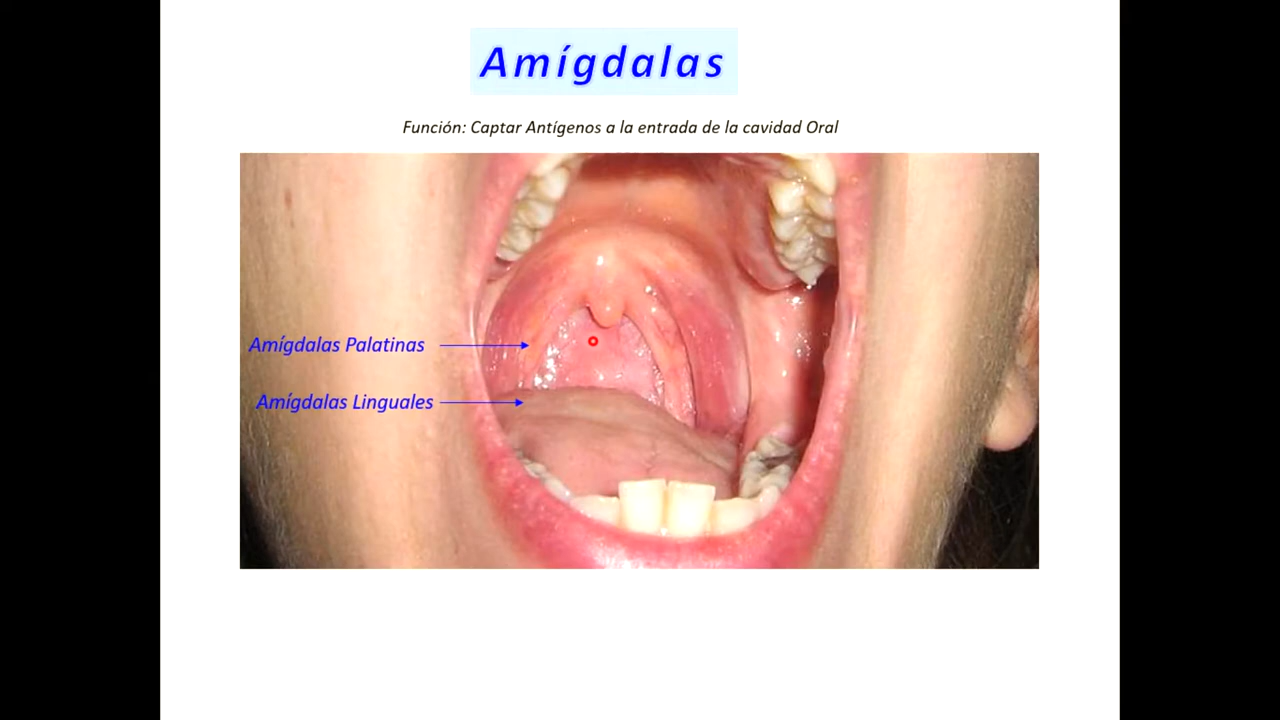 Amígdalas
Función: Captar Antígenos a la entrada de la cavidad Oral
Amígdalas Palatinas
Amígdalas Linguales